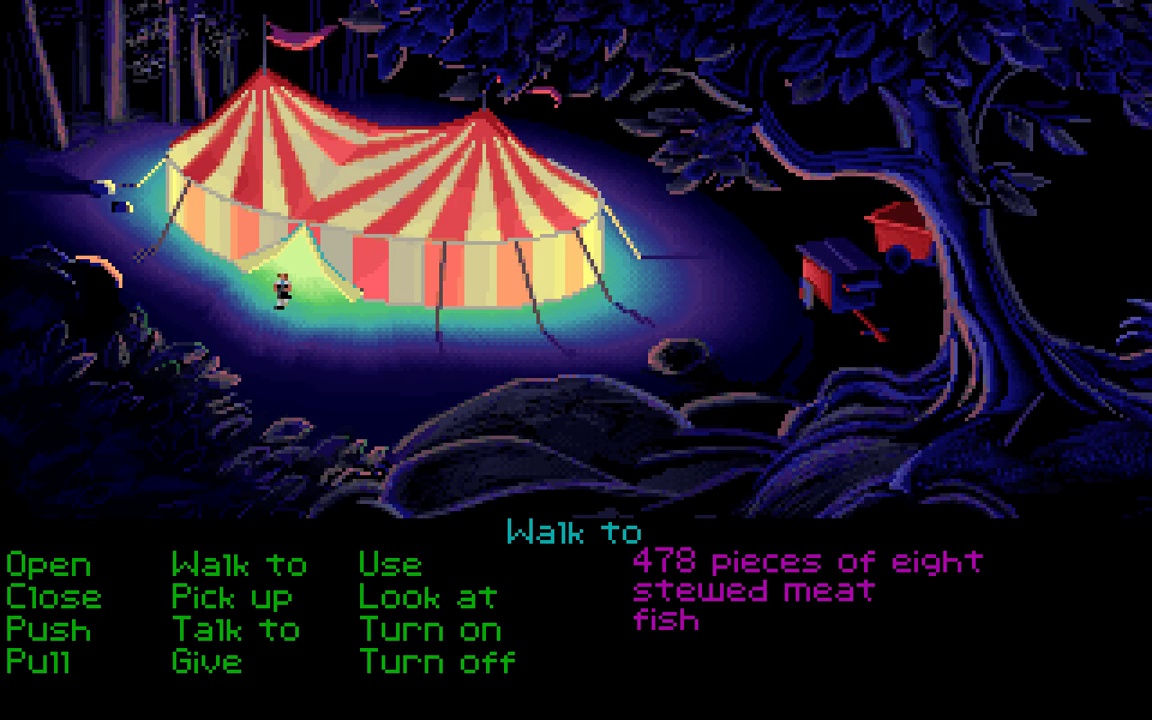 Walk to
Open Walk to Use 478 pieces of eight
Close Pick up Look at stewed meat
Push Talk to Turn on fish
Pull Give Turn off